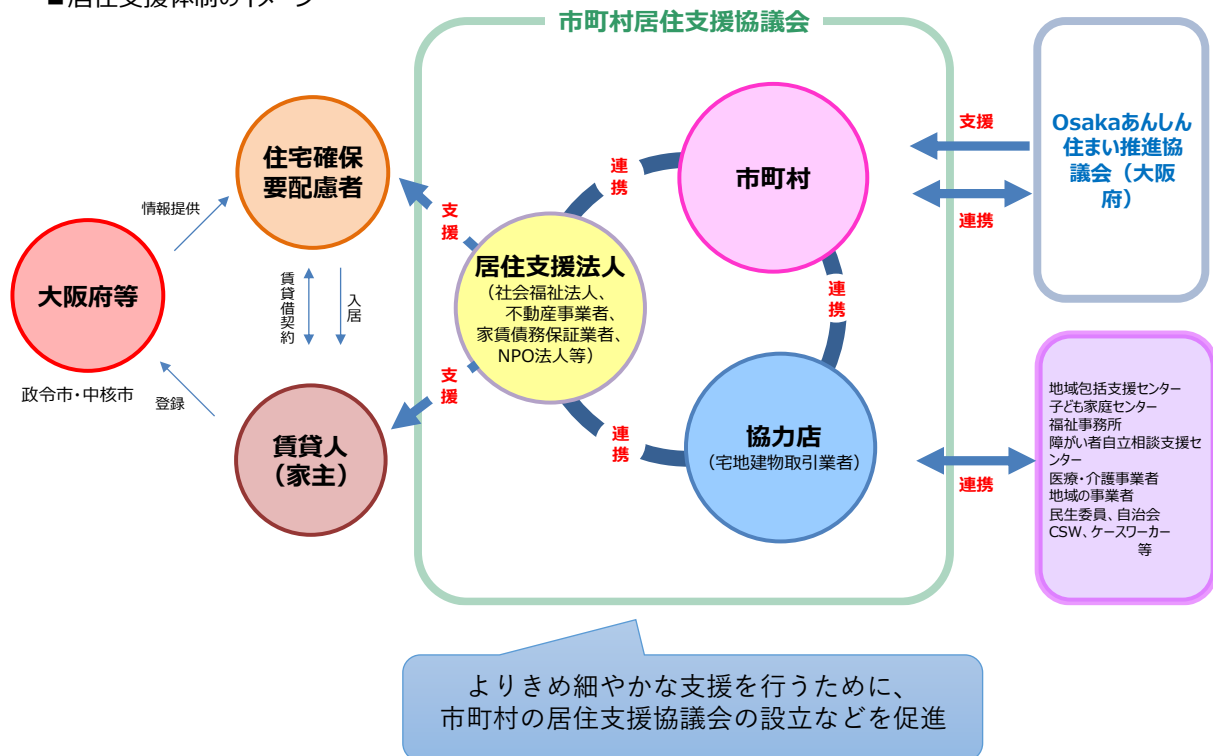 ■居住支援体制のイメージ
市町村居住支援協議会
住宅確保
要配慮者
情報提供
大阪府等
政令市・中核市
登録
賃貸借契約
入居
賃貸人
（家主）
支援
支援
居住支援法人
（社会福祉法人、
不動産事業者、
家賃債務保証業者、
NPO法人等）
連携
連携
連携
市町村
協力店
（宅地建物取引業者）
支援
連携
Osakaあんしん
住まい推進協
議会（大阪
府）
連携
地域包括支援センター
子ども家庭センター
福祉事務所
障がい者自立相談支援セ
ンター
医療・介護事業者
地域の事業者
民生委員、自治会
CSW、ケースワーカー
等
よりきめ細やかな支援を行うために、
市町村の居住支援協議会の設立などを促進